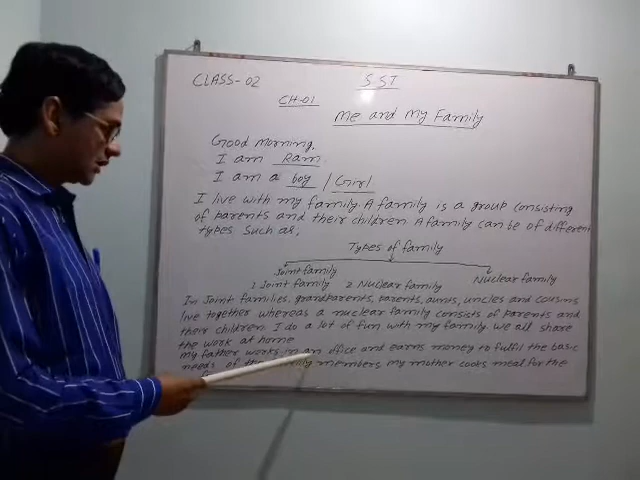 CLASS-02
S.S.T
CH-01
Me and My Family
Good morning.
I am Ram
I am a boy / Girl
I live with my family. A family is a group consisting
of parents and their children. A family can be of different
types such as,
Types of family
Joint family
Nuclear family
1 Joint family 2 Nuclear family
In Joint families, grandparents, parents, aunts, uncles and cousins
live together whereas a nuclear family consists of parents and
their children. I do a lot of fun with my family. We all share
the work at home
My father works in an office and earns money to fulfil the basic
needs of the family members. My mother cooks meal for the